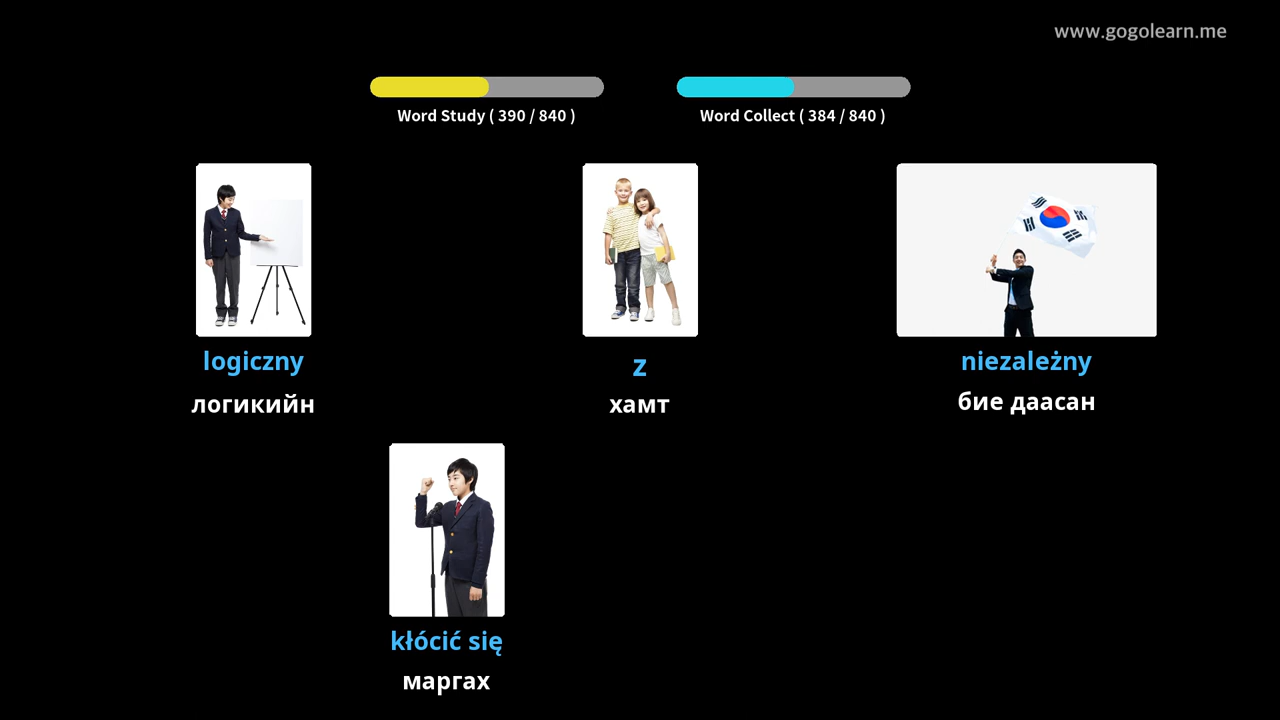 www.gogolearn.me
Word Study ( 390 / 840 )
Word Collect ( 384 / 840 )
logiczny
логикийн
z
хамт
niezależny
бие даасан
kłócić się
маргах